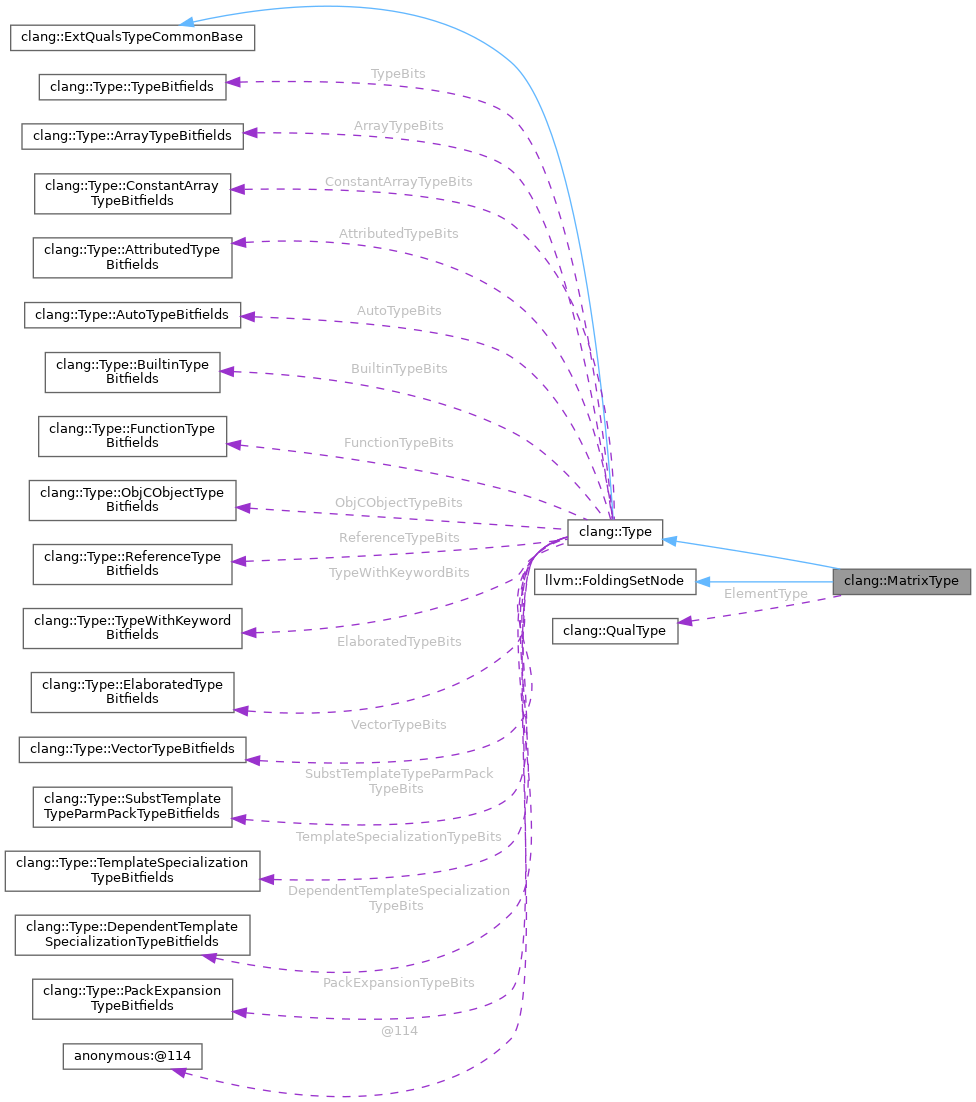 clang::ExtQualsTypeCommonBase
TypeBits
clang::Type::TypeBitfields
ArrayTypeBits
clang::Type::ArrayTypeBitfields
ConstantArrayTypeBits
clang::Type::ConstantArray
TypeBitfields
AttributedTypeBits
clang::Type::AttributedType
Bitfields
AutoTypeBits
clang::Type::AutoTypeBitfields
BuiltinTypeBits
clang::Type::BuiltinType
Bitfields
FunctionTypeBits
clang::Type::FunctionType
Bitfields
ObjCObjectTypeBits
clang::Type::ObjCObjectType
Bitfields
clang::Type
ReferenceTypeBits
clang::Type::ReferenceType
Bitfields
TypeWithKeywordBits
llvm::FoldingSetNode
clang::MatrixType
ElementType
clang::QualType
clang::Type::TypeWithKeyword
Bitfields
ElaboratedTypeBits
clang::Type::ElaboratedType
Bitfields
VectorTypeBits
clang::Type::VectorTypeBitfields
SubstTemplateTypeParmPack
TypeBits
clang::Type::SubstTemplate
TypeParmPackTypeBitfields
TemplateSpecializationTypeBits
clang::Type::TemplateSpecialization
TypeBitfields
DependentTemplateSpecialization
TypeBits
clang::Type::DependentTemplate
SpecializationTypeBitfields
PackExpansionTypeBits
clang::Type::PackExpansion
TypeBitfields
@114
anonymous:@114